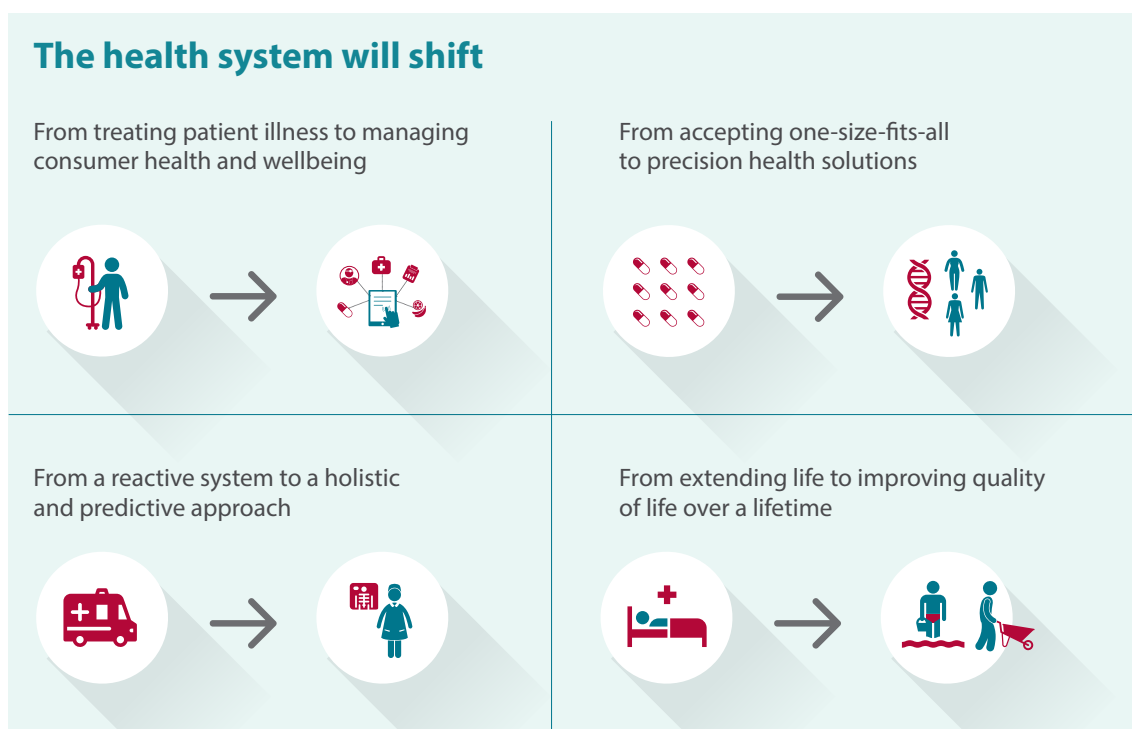 The health system will shift
From treating patient illness to managing
consumer health and wellbeing
From accepting one-size-fits-all
to precision health solutions
From a reactive system to a holistic
and predictive approach
From extending life to improving quality
of life over a lifetime